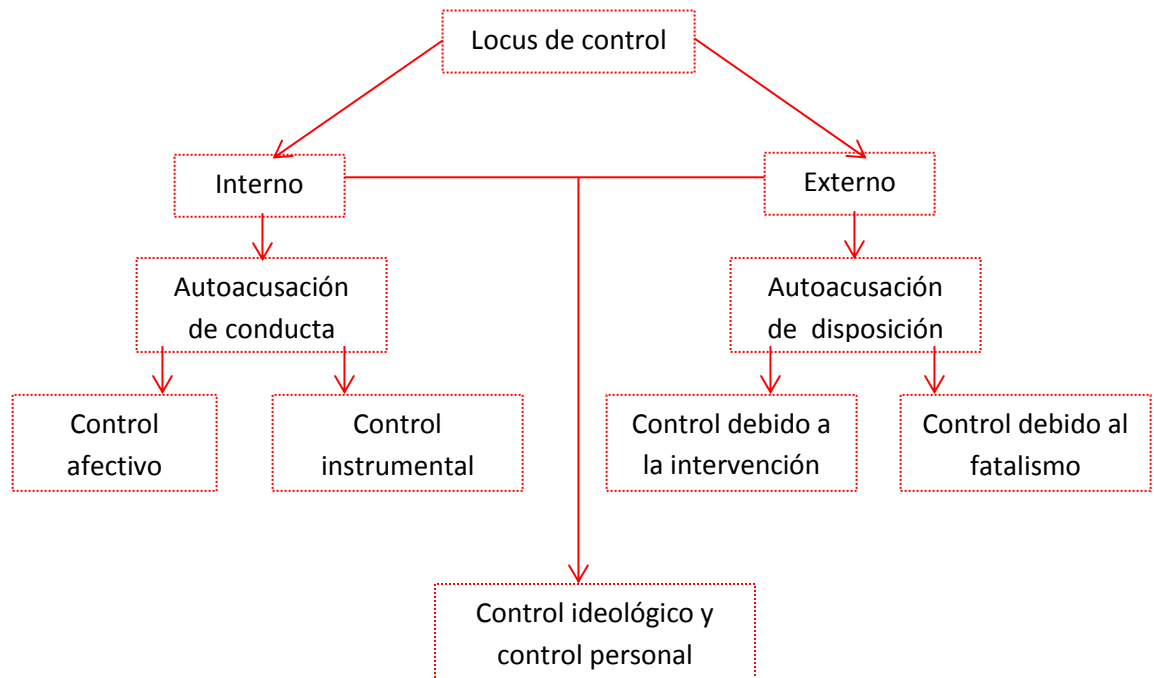 Locus de control
Interno
Externo
Autoacusación
de conducta
Autoacusación
de  disposición
Control
afectivo
Control
instrumental
Control debido a
la intervención
Control debido al
fatalismo
Control ideológico y
control personal